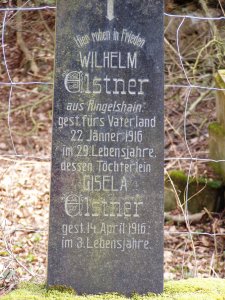 Hier ruhen in Frieden
WILHELM
Elstner
aus Ringelshain.
gest. fürs Vaterland
22. Jänner 1916
im 29. Lebensjahre.
dessen Töchterlein
GISELA
Elstner
gest. 14. April 1916.
im 3. Lebensjahre.